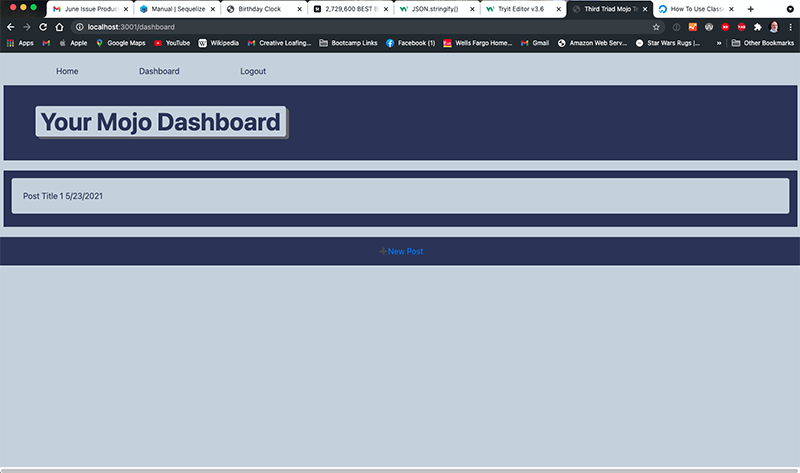 June Issue Product
Manual | Sequelize
Birthday Clock
2,729,600 BEST B
JSON.stringify()
Tryit Editor v3.6
Third Triad Mojo Te
How To Use Classe
localhost:3001/dashboard
Apps
Apple
Google Maps
YouTube
Wikipedia
Creative Loafing...
Bootcamp Links
Facebook (1)
Wells Fargo Home...
Gmail
Amazon Web Serv...
Star Wars Rugs |...
»
Other Bookmarks
Home Dashboard Logout
Your Mojo Dashboard
Post Title 1 5/23/2021
➕New Post